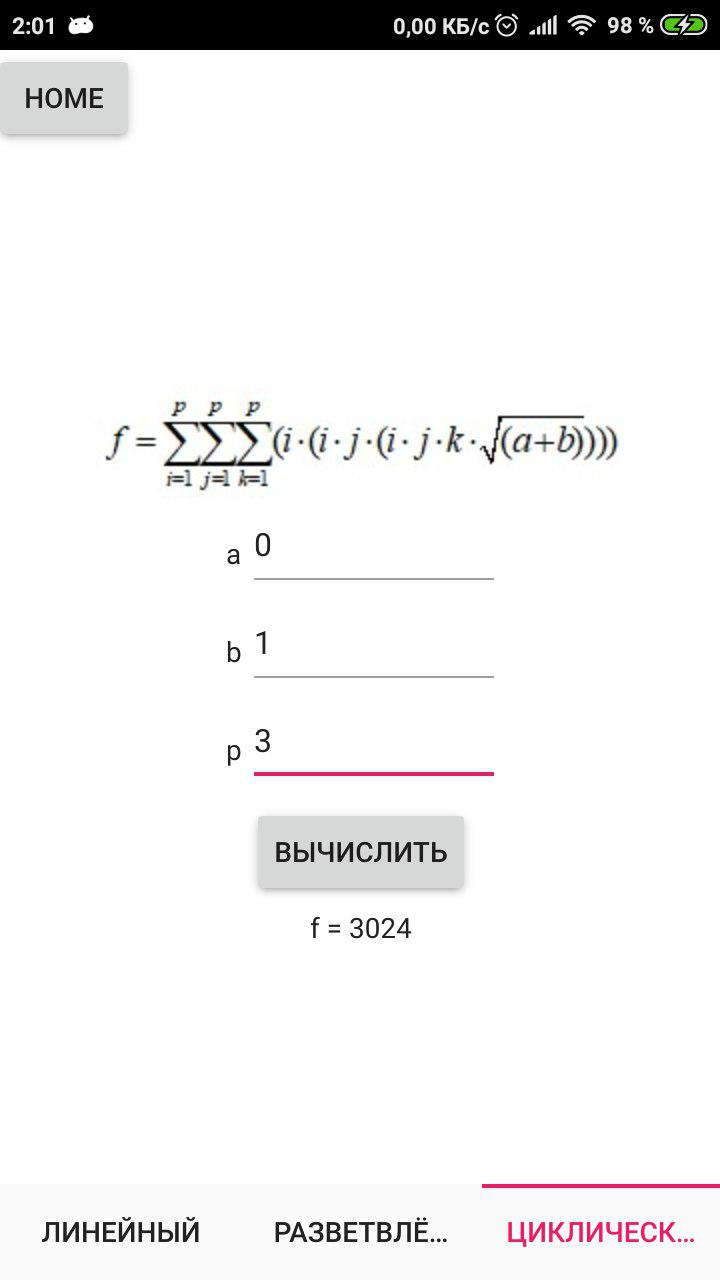 2:01 0,00 КБ/с 98 %
HOME
p p p
f = ∑∑∑(i·(i·j·(i·j·k·√(a+b))))
i=1 j=1 k=1
a 0
b 1
p 3
ВЫЧИСЛИТЬ
f = 3024
ЛИНЕЙНЫЙ РАЗВЕТВЛЁ... ЦИКЛИЧЕСК...